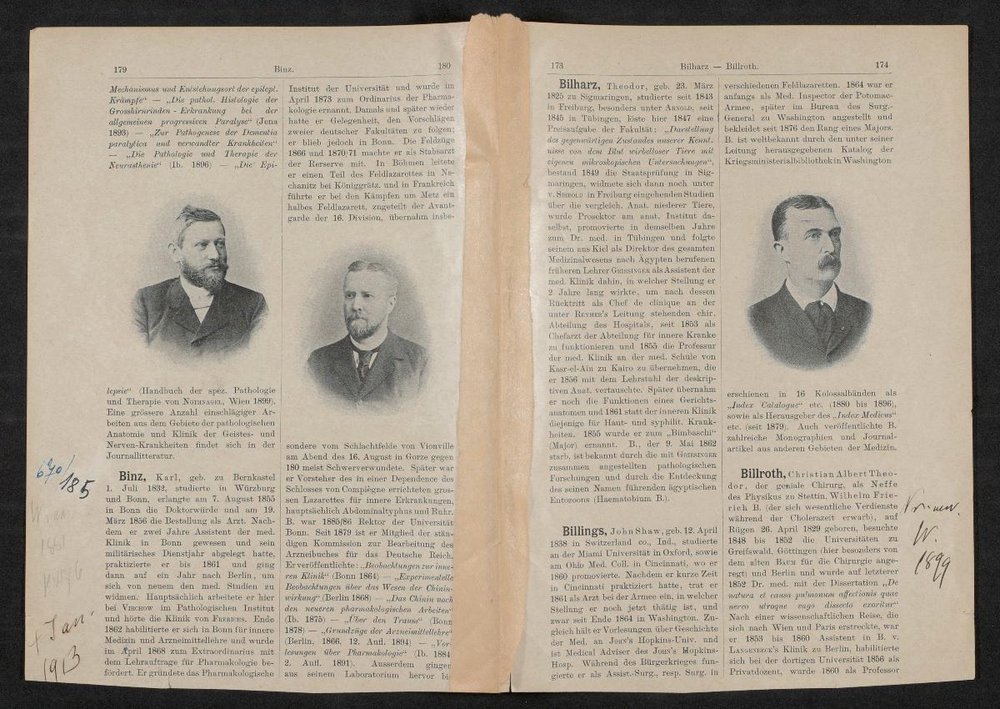 179 Binz. 180
Mechanismus und Entstehungsort der epilept.
Krämpfe“ — „Die pathol. Histologie der
Grosshirnrinden - Erkrankung bei der
allgemeinen progressiven Paralyse“ (Jena
1893) — „Zur Pathogenese der Dementia
paralytica und verwandter Krankheiten“
— „Die Pathologie und Therapie der
Neurasthenie“ (Ib. 1896) — „Die Epi-
lepsie“ (Handbuch der spez. Pathologie
und Therapie von NOTHNAGEL, Wien 1899).
Eine grössere Anzahl einschlägiger Ar-
beiten aus dem Gebiete der pathologischen
Anatomie und Klinik der Geistes- und
Nerven-Krankheiten findet sich in der
Journallitteratur.
Binz, Karl, geb. zu Bernkastel
1. Juli 1832, studierte in Würzburg
und Bonn, erlangte am 7. August 1855
in Bonn die Doktorwürde und am 19.
März 1856 die Bestallung als Arzt. Nach-
dem er zwei Jahre Assistent der med.
Klinik in Bonn gewesen und sein
militärisches Dienstjahr abgelegt hatte,
praktizierte er bis 1861 und ging
dann auf ein Jahr nach Berlin, um
sich von neuem den med. Studien zu
widmen. Hauptsächlich arbeitete er hier
bei VIRCHOW im Pathologischen Institut
und hörte die Klinik von FRERICHS. Ende
1862 habilitierte er sich in Bonn für innere
Medizin und Arzneimittellehre und wurde
im April 1868 zum Extraordinarius mit
dem Lehrauftrage für Pharmakologie be-
fördert. Er gründete das Pharmakologische
185
Jan
1913
Institut der Universität und wurde im
April 1873 zum Ordinarius der Pharma-
kologie ernannt. Damals und später wieder
hatte er Gelegenheit, den Vorschlägen
zweier deutscher Fakultäten zu folgen;
er blieb jedoch in Bonn. Die Feldzüge
1866 und 1870/71 machte er als Stabsarzt
der Rerserve mit. In Böhmen leitete
er einen Teil des Feldlazarettes in Ne-
chanitz bei Königgrätz, und in Frankreich
führte er bei den Kämpfen um Metz ein
halbes Feldlazarett, zugeteilt der Avant-
garde der 16. Division, übernahm insbe-
sondere vom Schlachtfelde von Vionville
am Abend des 16. August in Gorze gegen
180 meist Schwerverwundete. Später war
er Vorsteher des in einer Dependence des
Schlosses von Compiègne errichteten gros-
sen Lazarettes für innere Erkrankungen,
hauptsächlich Abdominaltyphus und Ruhr.
B. war 1885/86 Rektor der Universität
Bonn. Seit 1879 ist er Mitglied der stän-
digen Kommission zur Bearbeitung des
Arzneibuches für das Deutsche Reich.
Er veröffentlichte: „Beobachtungen zur inne-
ren Klinik“ (Bonn 1864) — „Experimentelle
Beobachtungen über das Wesen der Chinin-
wirkung“ (Berlin 1868) — „Das Chinin nach
den neueren pharmakologischen Arbeiten“
(Ib. 1875) — „Über den Traum“ (Bonn
1878) — „Grundzüge der Arzneimittellehre“
(Berlin, 1866, 12. Aufl. 1894) — „Vor-
lesungen über Pharmakologie“ (Ib. 1884
2. Aufl. 1891). Ausserdem gingen
aus seinem Laboratorium hervor bi
173 Bilharz — Billroth. 174
Bilharz, Theodor, geb. 23. März
1825 zu Sigmaringen, studierte seit 1843
in Freiburg, besonders unter ARNOLD, seit
1845 in Tübingen, löste hier 1847 eine
Preisaufgabe der Fakultät: „Darstellung
des gegenwärtigen Zustandes unserer Kennt-
nisse von dem Blut wirbelloser Tiere mit
eigenen mikroskopischen Untersuchungen“,
bestand 1849 die Staatsprüfung in Sig-
maringen, widmete sich dann noch unter
v. SIEBOLD in Freiburg eingehenden Studien
über die vergleich. Anat. niederer Tiere,
wurde Prosektor am anat. Institut da-
selbst, promovierte in demselben Jahre
zum Dr. med. in Tübingen und folgte
seinem aus Kiel als Direktor des gesamten
Medizinalwesens nach Ägypten berufenen
früheren Lehrer GRIESINGER als Assistent der
med. Klinik dahin, in welcher Stellung er
2 Jahre lang wirkte, um nach dessen
Rücktritt als Chef de clinique an der
unter REYHER's Leitung stehenden chir.
Abteilung des Hospitals, seit 1853 als
Chefarzt der Abteilung für innere Kranke
zu funktionieren und 1855 die Professur
der med. Klinik an der med. Schule von
Kasr-el-Ain zu Kairo zu übernehmen, die
er 1856 mit dem Lehrstuhl der deskrip-
tiven Anat. vertauschte. Später übernahm
er noch die Funktionen eines Gerichts-
anatomen und 1861 statt der inneren Klinik
diejenige für Haut- und syphilit. Krank-
heiten. 1855 wurde er zum „Bimbaschi“
(Major) ernannt. B., der 9. Mai 1862
starb, ist bekannt durch die mit GRIESINGER
zusammen angestellten pathologischen
Forschungen und durch die Entdeckung
des seinen Namen führenden ägyptischen
Entozoon (Haematobium B.).
Billings, John Shaw, geb. 12. April
1838 in Switzerland co., Ind., studierte
an der Miami Universität in Oxford, sowie
am Ohio Med. Coll. in Cincinnati, wo er
1860 promovierte. Nachdem er kurze Zeit
in Cincinnati praktiziert hatte, trat er
1861 als Arzt bei der Armee ein, in welcher
Stellung er noch jetzt thätig ist, und
zwar seit Ende 1864 in Washington. Zu-
gleich hält er Vorlesungen über Geschichte
der Med. an JOHN's Hopkins-Univ. und
ist Medical Adviser des JOHN's Hopkins-
Hosp. Während des Bürgerkrieges fun-
gierte er als Assist.-Surg., resp. Surg. in
verschiedenen Feldlazaretten. 1864 war er
anfangs als Med. Inspector der Potomac-
Armee, später im Bureau des Surg.-
General zu Washington angestellt und
bekleidet seit 1876 den Rang eines Majors.
B. ist weltbekannt durch den unter seiner
Leitung herausgegebenen Katalog der
Kriegsministerialbibliothek in Washington
erschienen in 16 Kolossalbänden als
„Index Catalogue“ etc. (1880 bis 1896),
sowie als Herausgeber des „Index Medicus“
etc. (seit 1879). Auch veröffentlichte B.
zahlreiche Monographien und Journal-
artikel aus anderen Gebieten der Medizin.
Billroth, Christian Albert Theo-
dor, der geniale Chirurg, als Neffe
des Physikus zu Stettin, Wilhelm Frie-
rich B. (der sich wesentliche Verdienste
während der Cholerazeit erwarb), auf
Rügen 26. April 1829 geboren, besuchte
1848 bis 1852 die Universitäten zu
Greifswald, Göttingen (hier besonders von
dem alten BAUM für die Chirurgie ange-
regt) und Berlin und wurde auf letzterer
1852 Dr. med. mit der Dissertation „De
natura et causa pulmonum affectionis quae
nervo utroque vago dissecto exoritur“
Nach einer wissenschaftlichen Reise, die
sich nach Wien und Paris erstreckte, war
er 1853 bis 1860 Assistent in B. v.
LANGENBECK's Klinik zu Berlin, habilitierte
sich bei der dortigen Universität 1856 als
Privatdozent, wurde 1860 als Professor
W.
1899